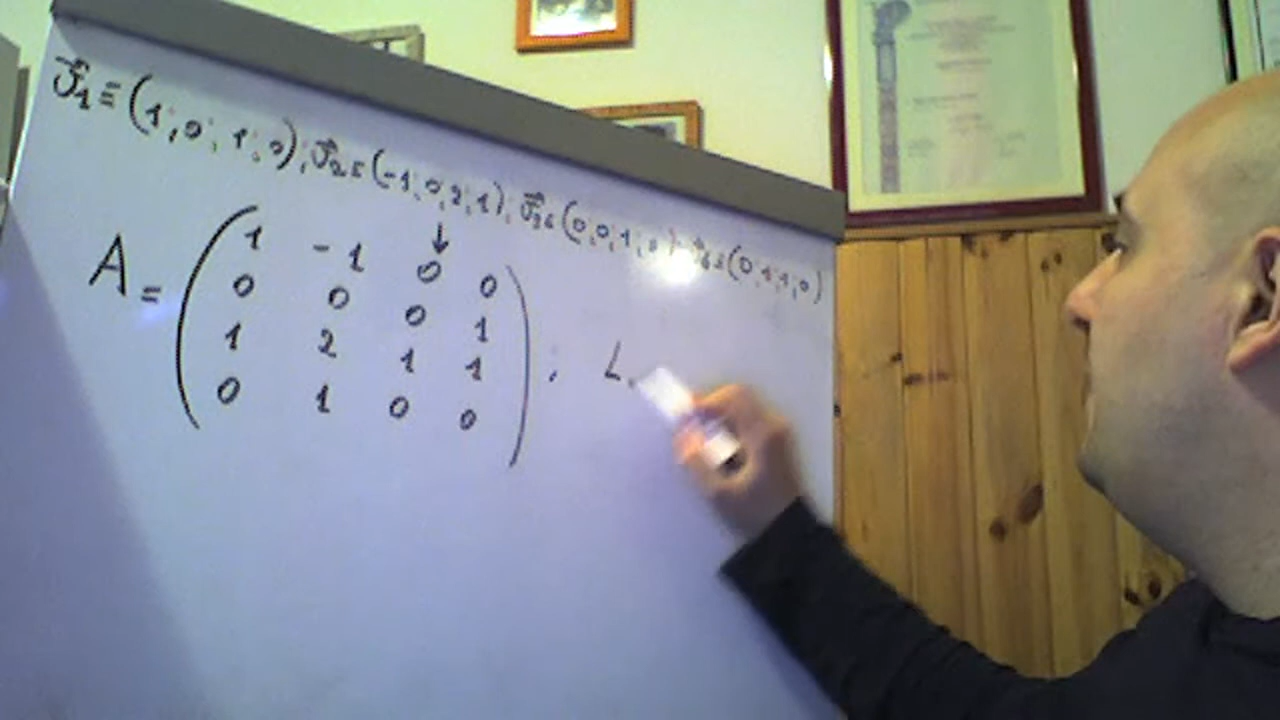 v⃗1 ≡ (1; 0; 1; 0); v⃗2 ≡ (-1; 0; 2; 1); v⃗3 ≡ (0; 0; 1; 0) v⃗4 ≡ (0; 1; 1; 0)
↓
1 -1 0 0
0 0 0 1
A = ( 1 2 1 1 ) ; L
0 1 0 0